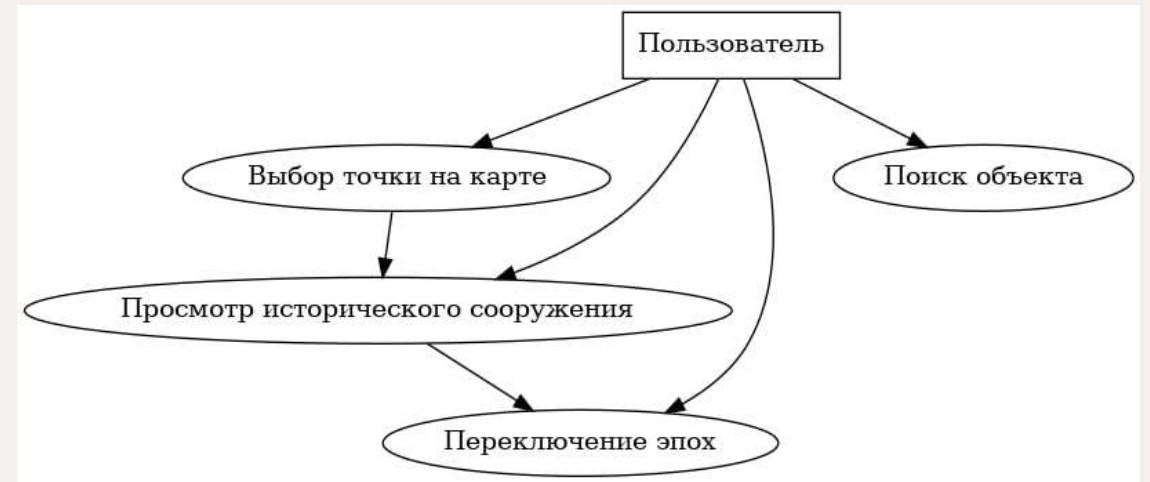 Пользователь
Выбор точки на карте
Поиск объекта
Просмотр исторического сооружения
Переключение эпох